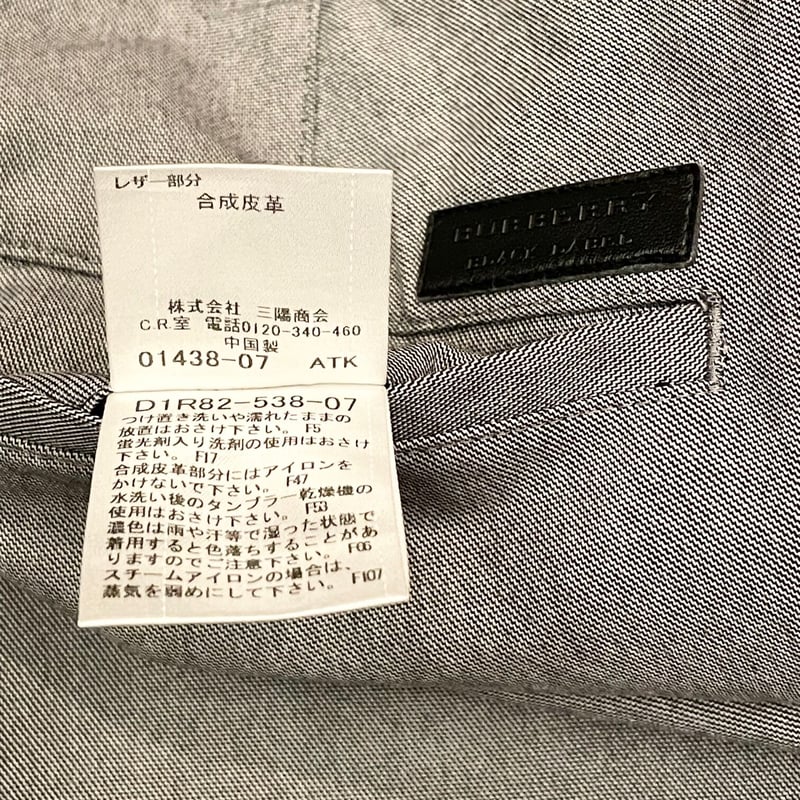 レザー部分
合成皮革
株式会社 三陽商会
C.R.室 電話0120-340-460
中国製
01438-07 ATK
D1R82-538-07
つけ置き洗いや濡れたままの
放置はおさけ下さい。 F5
蛍光剤入り洗剤の使用はおさけ
下さい。 F17
合成皮革部分にはアイロンを
かけないで下さい。 F47
水洗い後のタンブラー乾燥機の
使用はおさけ下さい。 F53
濃色は雨や汗等で湿った状態で
着用すると色落ちすることがあ
りますのでご注意下さい。 F06
スチームアイロンの場合は、
蒸気を弱めにして下さい。 F107
BURBERRY
BLACK LABEL